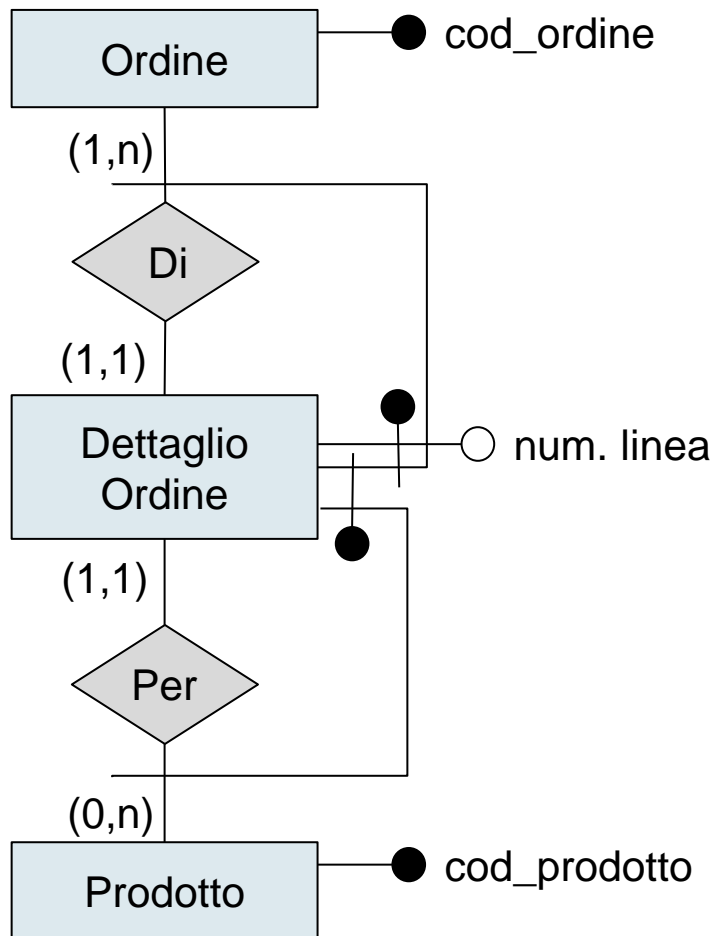 cod_ordine
Ordine
(1,n)
Di
(1,1)
Dettaglio
Ordine
num. linea
(1,1)
Per
(0,n)
cod_prodotto
Prodotto